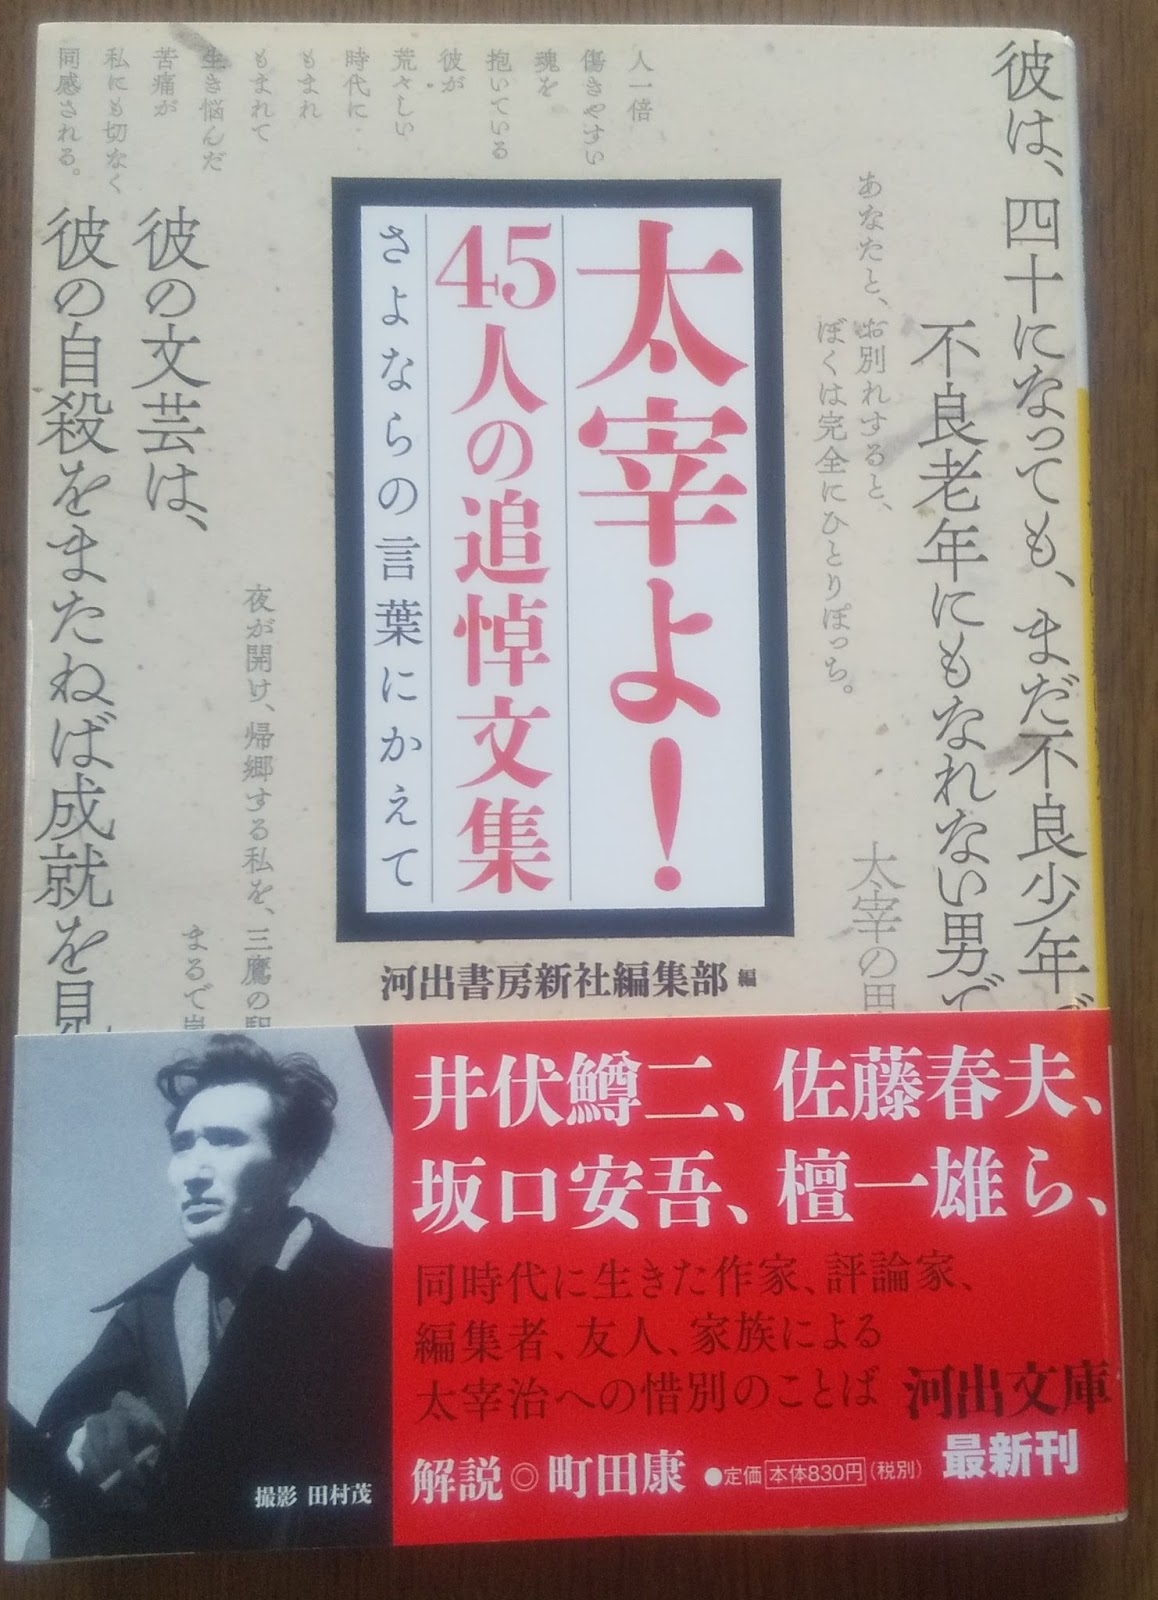 彼は、四十になっても、まだ不良少年で
不良老年にもなれない男で
あなたと、お別れすると、
ぼくは完全にひとりぽっち。
太宰の
人一倍
傷きやすい
魂を
抱いている
彼が
荒々しい
時代に
もまれ
もまれて
生き悩んだ
苦痛が
私にも切なく
同感される。
太宰よ!
45人の追悼文集
さよならの言葉にかえて
河出書房新社編集部 編
夜が開け、帰郷する私を、三鷹の駅
まるで
彼の文芸は、
彼の自殺をまたねば成就を見
井伏鱒二、佐藤春夫、
坂口安吾、檀一雄ら、
同時代に生きた作家、評論家、
編集者、友人、家族による
太宰治への惜別のことば
河出文庫
最新刊
解説◎町田康
●定価 本体830円(税別)
撮影 田村茂